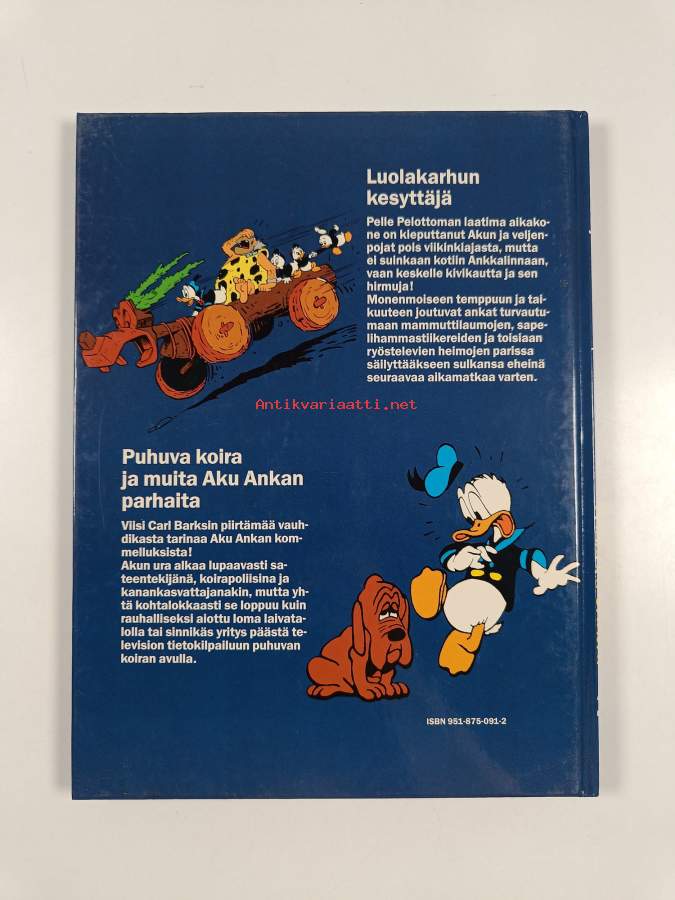 Luolakarhun
kesyttäjä
Pelle Pelottoman laatima aikako-
ne on kieputtanut Akun ja veljen-
pojat pois viikinkiajasta, mutta
ei suinkaan kotiin Ankkalinnaan,
vaan keskelle kivikautta ja sen
hirmuja!
Monenmoiseen temppuun ja tai-
kuuteen joutuvat ankat turvautu-
maan mammuttilaumojen, sape-
lihammastiikereiden ja toisiaan
ryöstelevien heimojen parissa
säilyttääkseen sulkansa eheinä
seuraavaa aikamatkaa varten.
Antikvariaatti.net
Puhuva koira
ja muita Aku Ankan
parhaita
Viisi Carl Barksin piirtämää vauh-
dikasta tarinaa Aku Ankan kom-
melluksista!
Akun ura alkaa lupaavasti sa-
teentekijänä, koirapoliisina ja
kanankasvattajanakin, mutta yh-
tä kohtalokkaasti se loppuu kuin
rauhalliseksi aiottu loma laivata-
lolla tai sinnikäs yritys päästä te-
levision tietokilpailuun puhuvan
koiran avulla.
ISBN 951-875-091-2